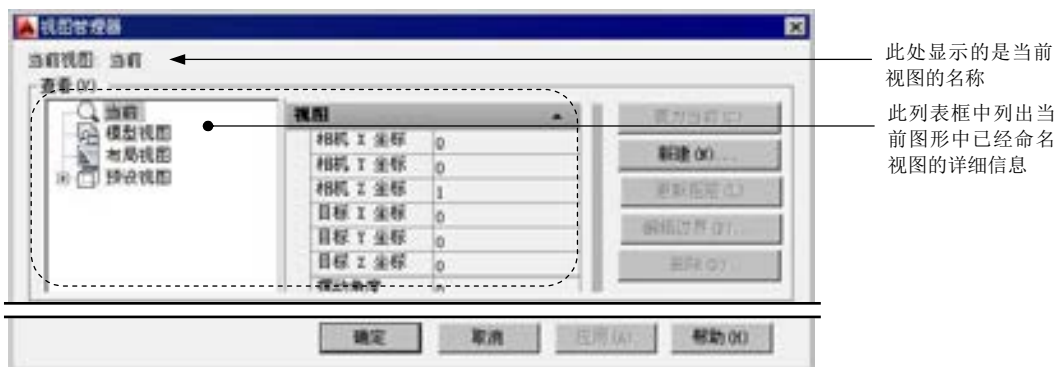 视图管理器
当前视图: 当前
查看(V)
当前
模型视图
布局视图
预设视图
视图
相机 X 坐标 0
相机 Y 坐标 0
相机 Z 坐标 1
目标 X 坐标 0
目标 Y 坐标 0
目标 Z 坐标 0
摆动角度 0
置为当前(C)
新建(N)...
更新图层(L)
编辑边界(B)...
删除(D)
确定
取消
应用(A)
帮助(H)
此处显示的是当前
视图的名称
此列表框中列出当
前图形中已经命名
视图的详细信息